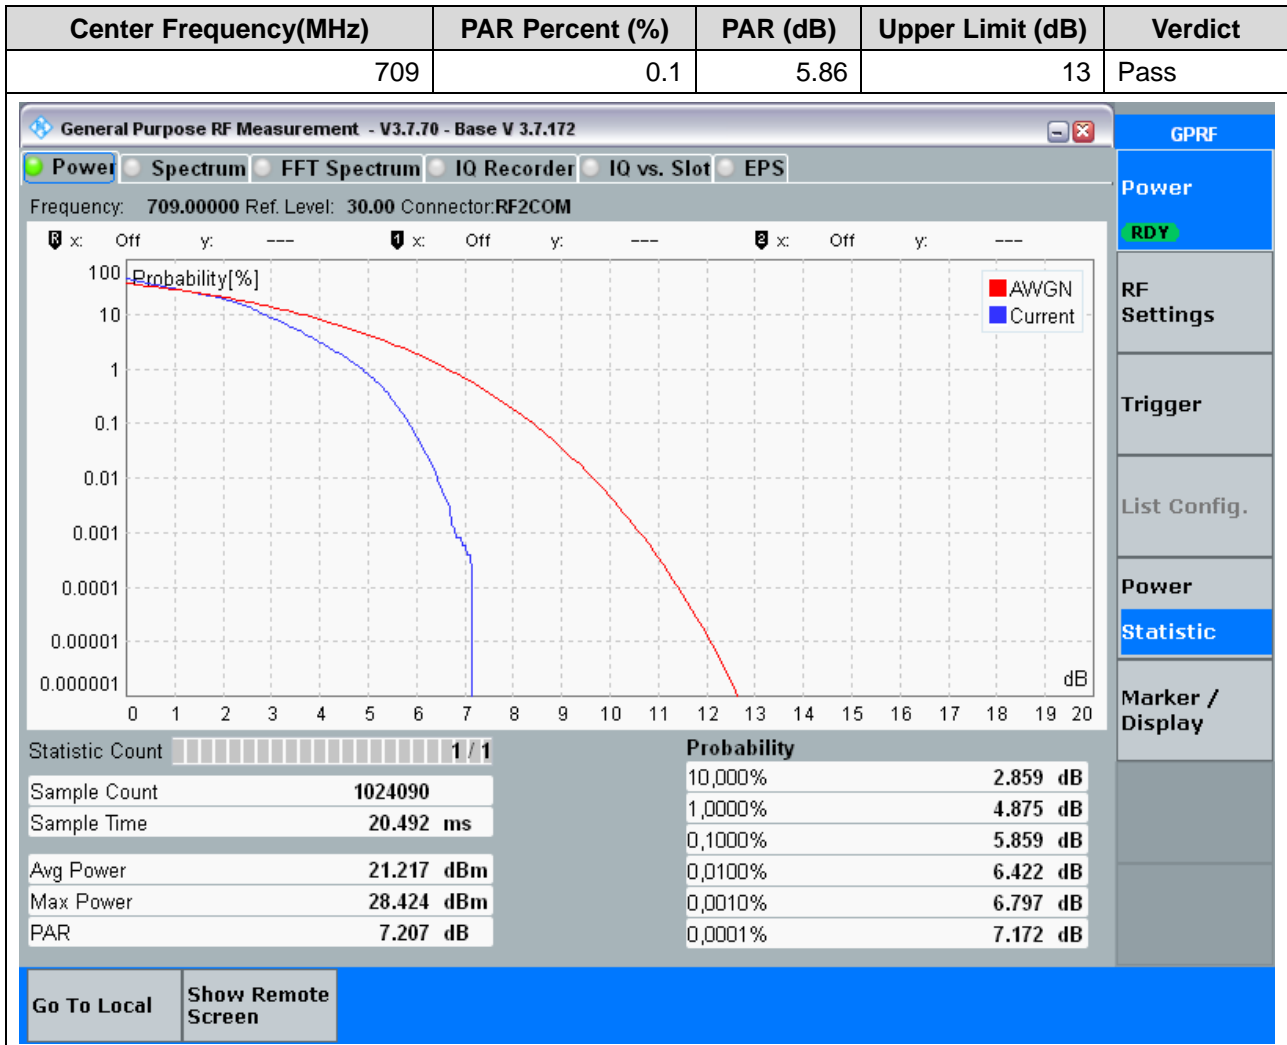 Center Frequency(MHz) PAR Percent (%) PAR (dB) Upper Limit (dB) Verdict
709 0.1 5.86 13 Pass
General Purpose RF Measurement - V3.7.70 - Base V 3.7.172
GPRF
Power Spectrum FFT Spectrum IQ Recorder IQ vs. Slot EPS
Frequency: 709.00000 Ref. Level: 30.00 Connector:RF2COM
R x: Off y: --- 1 x: Off y: --- 2 x: Off y: ---
Power
RDY
RF
Settings
Trigger
List Config.
Power
Statistic
Marker /
Display
Probability[%]
AWGN
Current
100
10
1
0.1
0.01
0.001
0.0001
0.00001
0.000001
dB
0 1 2 3 4 5 6 7 8 9 10 11 12 13 14 15 16 17 18 19 20
Statistic Count 1 / 1
Sample Count 1024090
Sample Time 20.492 ms
Avg Power 21.217 dBm
Max Power 28.424 dBm
PAR 7.207 dB
Probability
10,000% 2.859 dB
1,0000% 4.875 dB
0,1000% 5.859 dB
0,0100% 6.422 dB
0,0010% 6.797 dB
0,0001% 7.172 dB
Go To Local
Show Remote
Screen